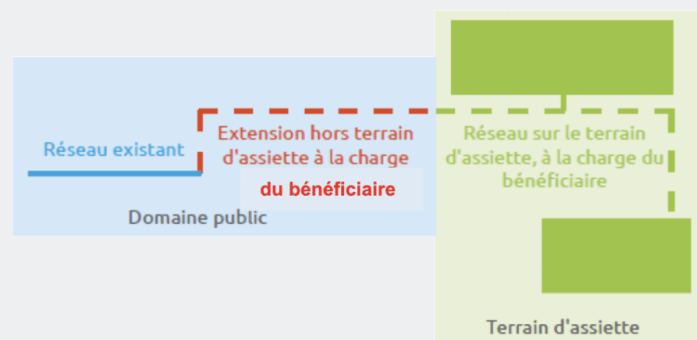 Réseau existant
Extension hors terrain
d'assiette à la charge
du bénéficiaire
Domaine public
Réseau sur le terrain
d'assiette, à la charge du
bénéficiaire
Terrain d'assiette